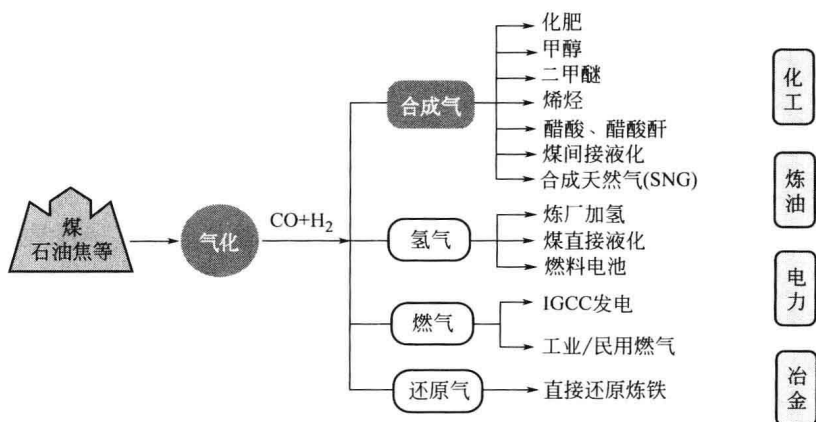 煤
石油焦等
气化
CO+H₂
合成气
化肥
甲醇
二甲醚
烯烃
醋酸、醋酸酐
煤间接液化
合成天然气(SNG)
氢气
炼厂加氢
煤直接液化
燃料电池
燃气
IGCC发电
工业/民用燃气
还原气
直接还原炼铁
化工
炼油
电力
冶金